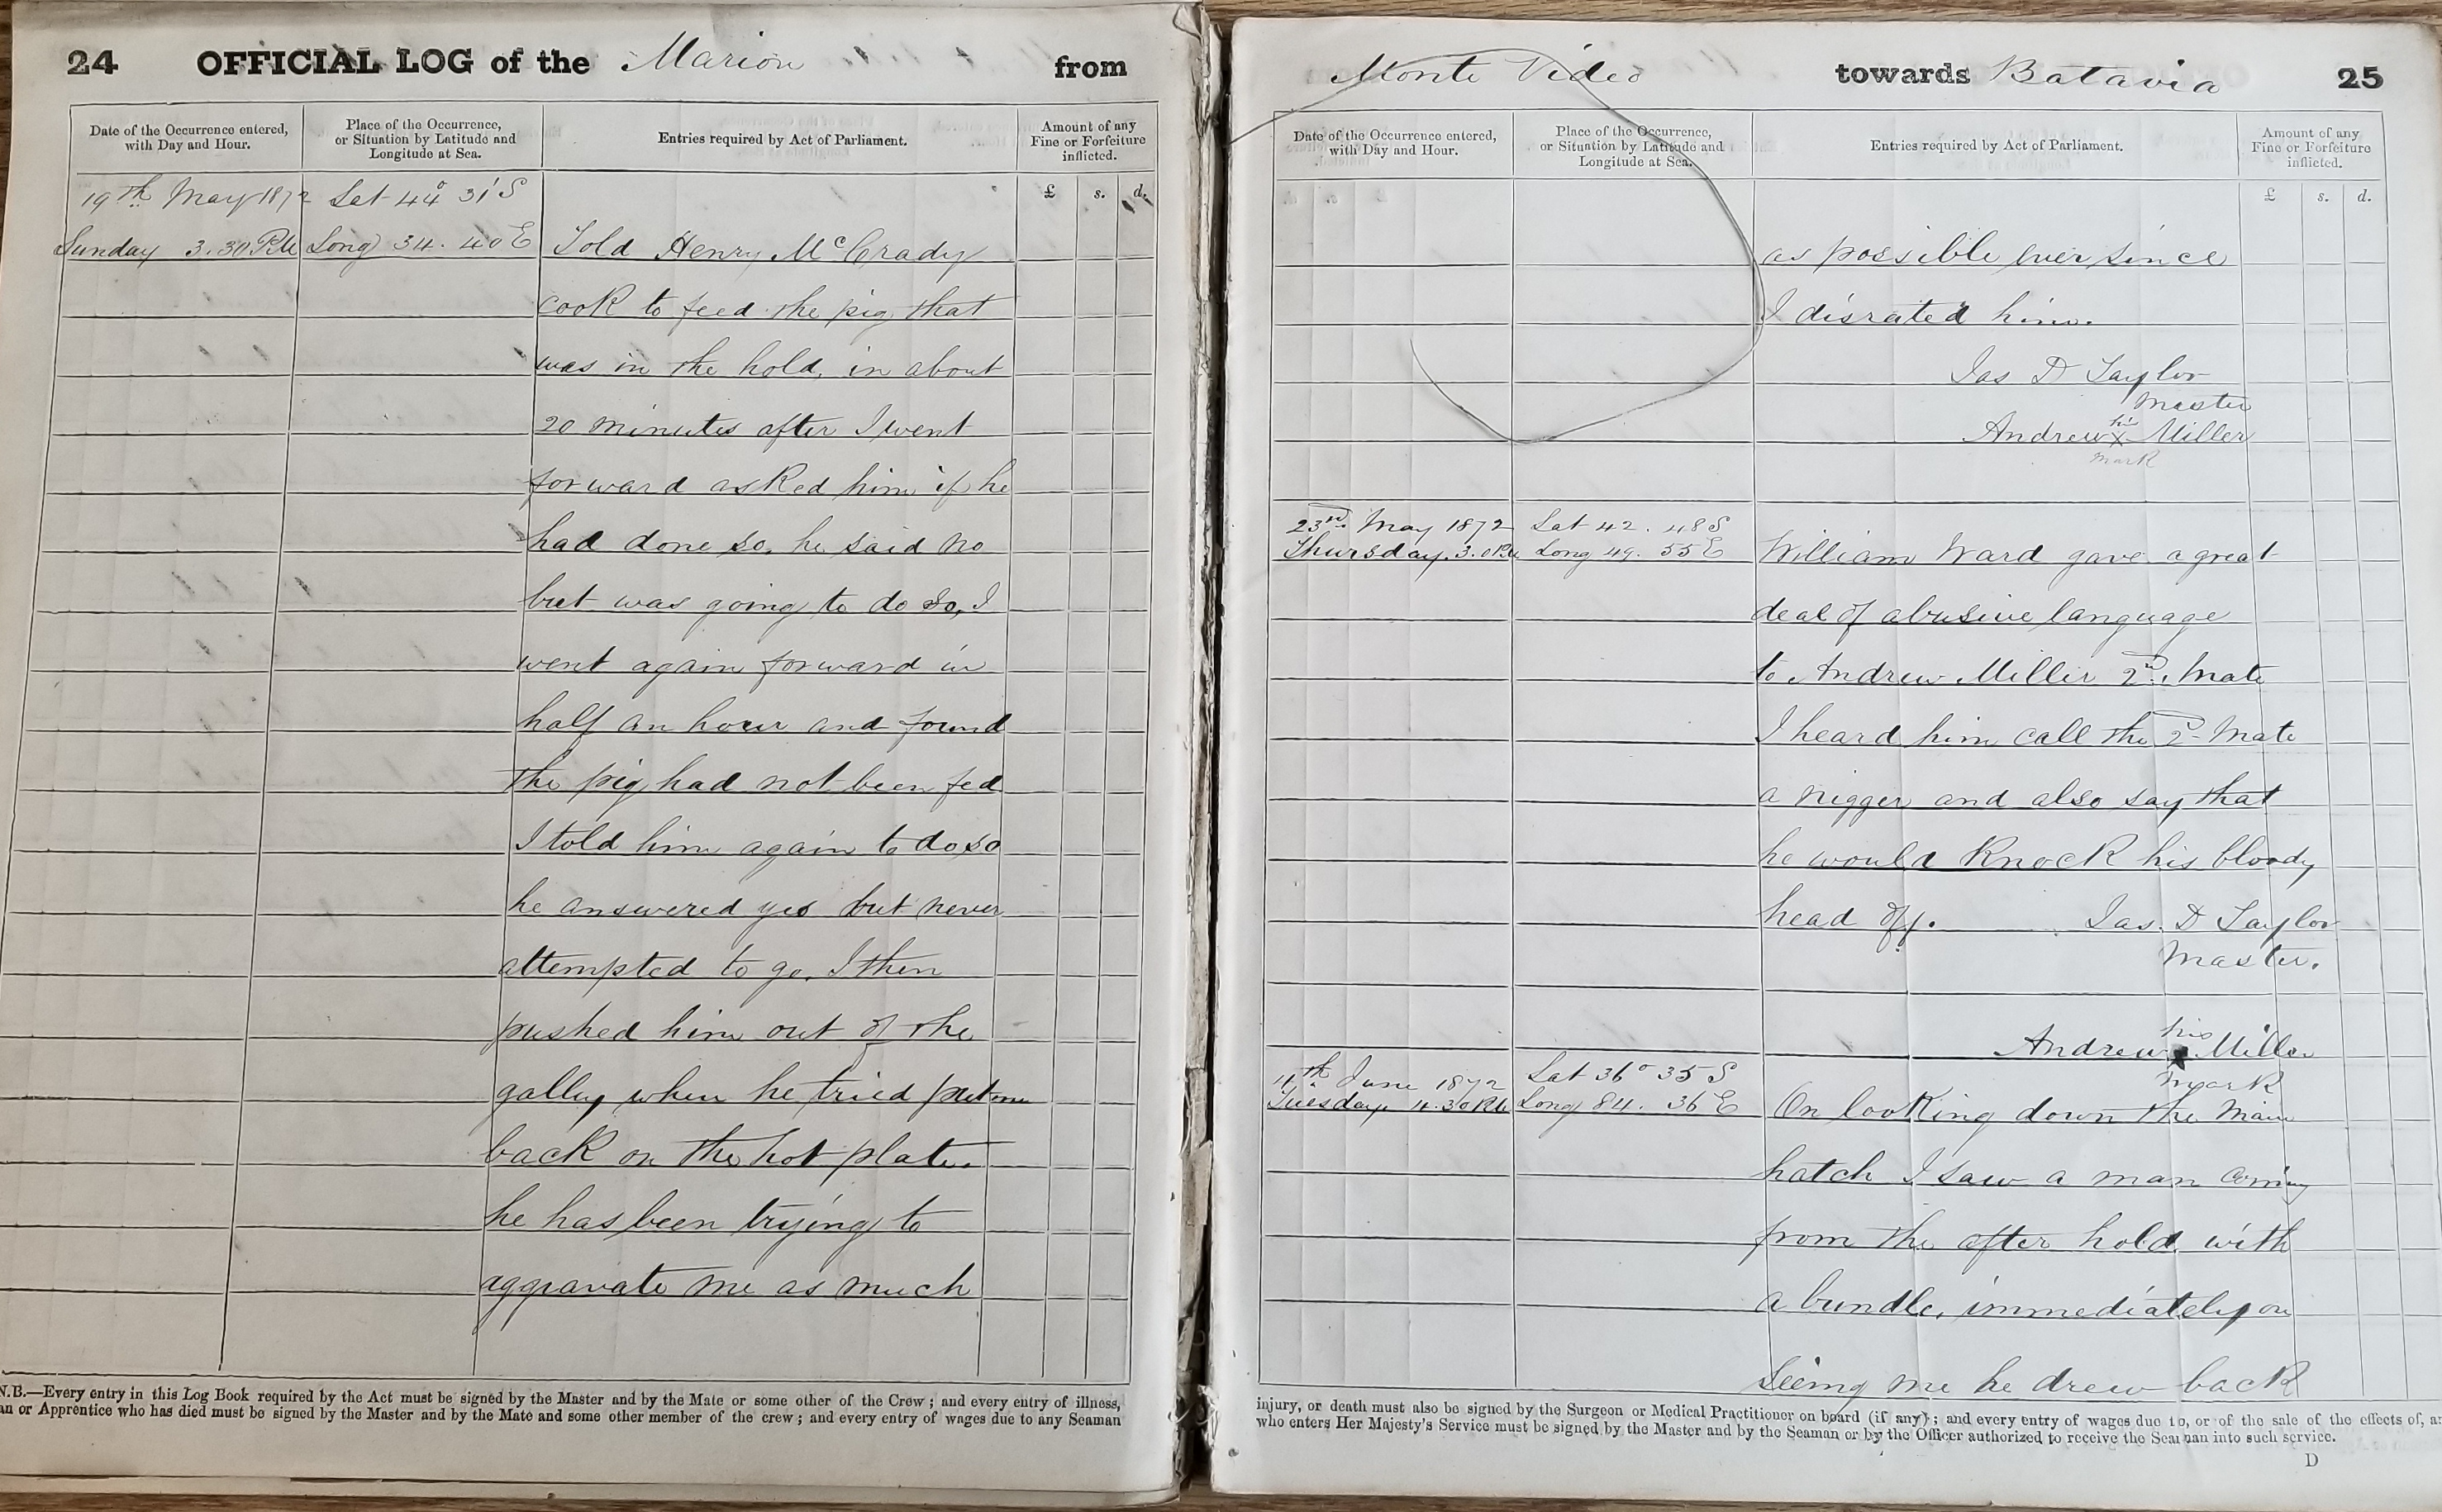 24 OFFICIAL LOG of the Marion from
Date of the Occurrence entered, with Day and Hour.
Place of the Occurrence, or Situation by Latitude and Longitude at Sea.
Entries required by Act of Parliament.
Amount of any Fine or Forfeiture inflicted.
£ s. d.
19th May 1872 Lat 44° 31' S
Sunday 3.30 PM Long 34. 40 E Told Henry McCrady
cook to feed the pig that
was in the hold, in about
20 minutes after I went
forward asked him if he
had done so. he said no
but was going to do so, I
went again forward in
half an hour and found
the pig had not been fed
I told him again to do so
he answered yes but never
attempted to go. I then
pushed him out of the
galley when he tried put me
back on the hot plate.
he has been trying to
aggravate me as much
N.B.—Every entry in this Log Book required by the Act must be signed by the Master and by the Mate or some other of the Crew; and every entry of illness,
an or Apprentice who has died must be signed by the Master and by the Mate and some other member of the crew; and every entry of wages due to any Seaman
Monte Video towards Batavia 25
Date of the Occurrence entered, with Day and Hour.
Place of the Occurrence, or Situation by Latitude and Longitude at Sea.
Entries required by Act of Parliament.
Amount of any Fine or Forfeiture inflicted.
£ s. d.
as possible ever since
I disrated him.
Jas D Taylor
Master
his
Andrew X Miller
mark
23rd May 1872 Lat 42. 48 S
Thursday. 3.0 PM Long 49. 55 E William Ward gave a great
deal of abusive language
to Andrew Miller 2nd Mate
I heard him call the 2d Mate
a nigger and also say that
he would Knock his bloody
head off. Jas. D Taylor
Master.
his
Andrew X Miller
mark
11th June 1872 Lat 36° 35 S
Tuesday 4.30 PM Long 84. 36 E On looking down the Main
hatch I saw a man coming
from the after hold with
a bundle, immediately on
seeing me he drew back
injury, or death must also be signed by the Surgeon or Medical Practitioner on board (if any); and every entry of wages due to, or of the sale of the effects of, an
who enters Her Majesty's Service must be signed by the Master and by the Seaman or by the Officer authorized to receive the Seaman into such service.
D